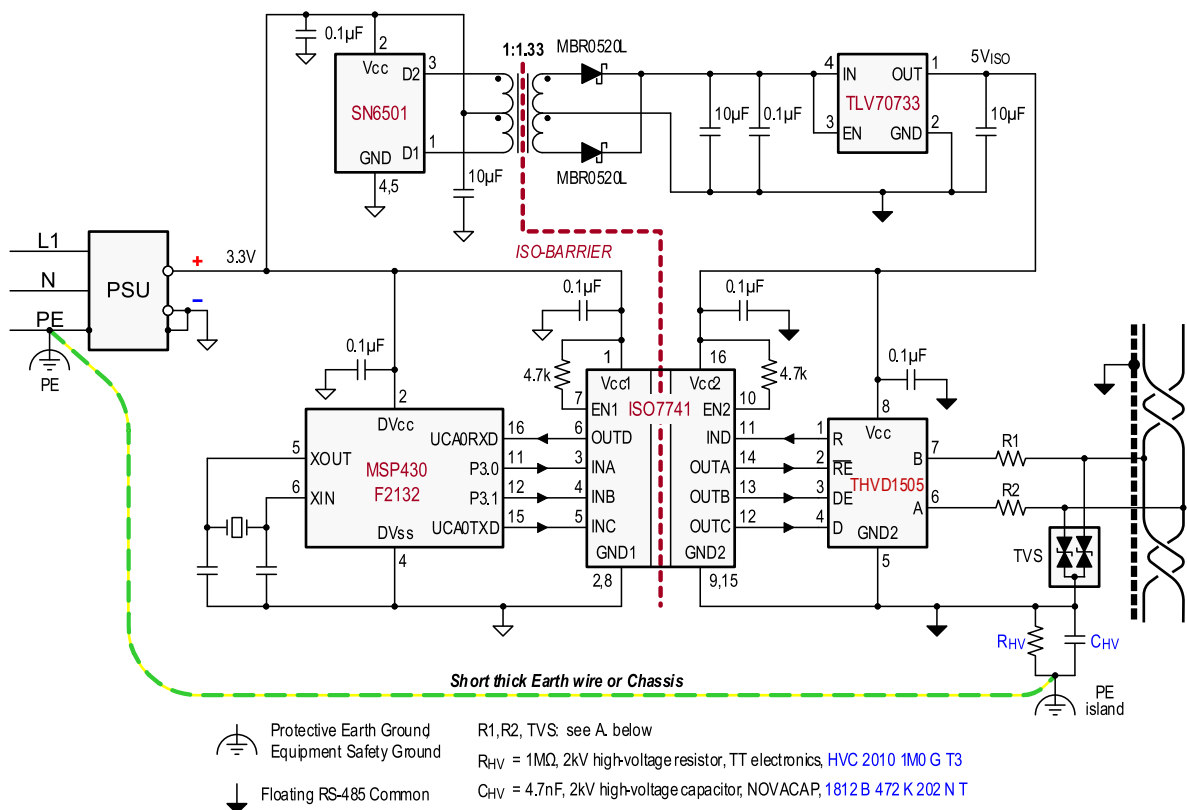 0.1µF
2
Vcc
D2
3
SN6501
D1
1
GND
4,5
10µF
1:1.33
MBR0520L
MBR0520L
10µF
0.1µF
4
IN
OUT
1
TLV70733
3
EN
GND
2
5VISO
10µF
ISO-BARRIER
L1
N
PE
PSU
+
−
3.3V
PE
0.1µF
0.1µF
0.1µF
0.1µF
4.7k
4.7k
1
16
Vcc1
Vcc2
7
EN1
ISO7741
EN2
10
6
OUTD
IND
11
3
INA
OUTA
14
4
INB
OUTB
13
5
INC
OUTC
12
GND1
GND2
2,8
9,15
2
DVcc
5
XOUT
UCA0RXD
16
MSP430
F2132
P3.0
11
6
XIN
P3.1
12
UCA0TXD
15
DVss
4
8
Vcc
1
R
B
7
2
RE
THVD1505
3
DE
A
6
4
D
GND2
5
R1
R2
TVS
RHV
CHV
PE
island
Short thick Earth wire or Chassis
Protective Earth Ground,
Equipment Safety Ground
Floating RS-485 Common
R1,R2, TVS: see A. below
RHV = 1MΩ, 2kV high-voltage resistor, TT electronics, HVC 2010 1M0 G T3
CHV = 4.7nF, 2kV high-voltage capacitor, NOVACAP, 1812 B 472 K 202 N T